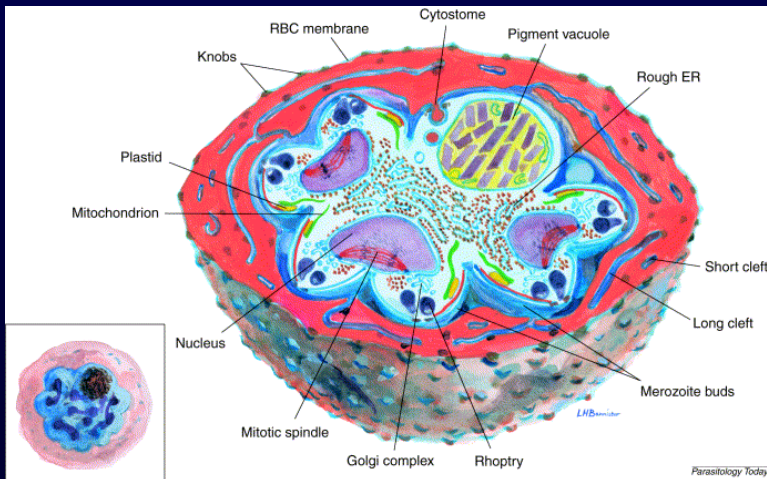 Cytostome
RBC membrane
Pigment vacuole
Knobs
Rough ER
Plastid
Mitochondrion
Short cleft
Long cleft
Nucleus
Merozoite buds
Mitotic spindle
LHBannister
Golgi complex
Rhoptry
Parasitology Today